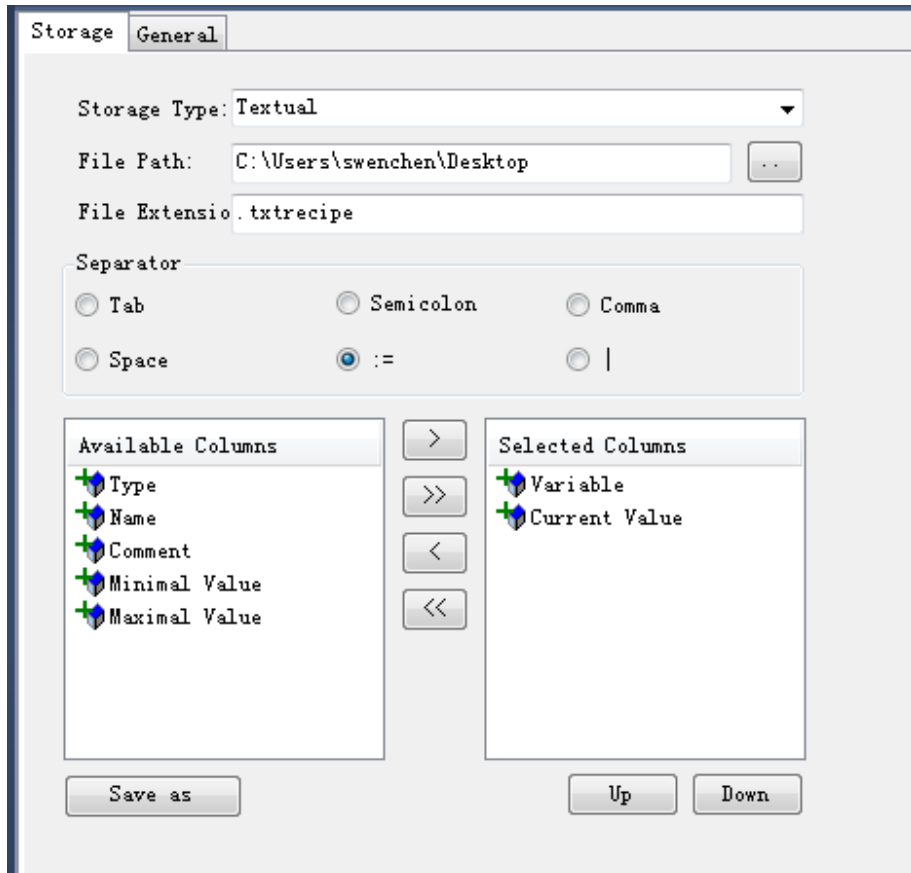 Storage General
Storage Type: Textual
File Path: C:\Users\swenchen\Desktop ..
File Extensio .txtrecipe
Separator
Tab Semicolon Comma
Space := |
Available Columns > Selected Columns
Type Variable
Name >> Current Value
Comment <
Minimal Value
Maximal Value <<
Save as Up Down